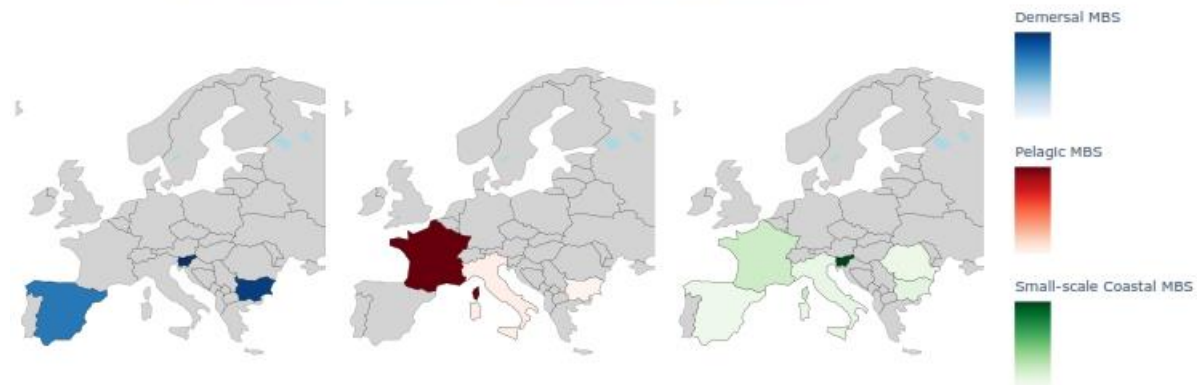 Demersal MBS
Pelagic MBS
Small-scale Coastal MBS